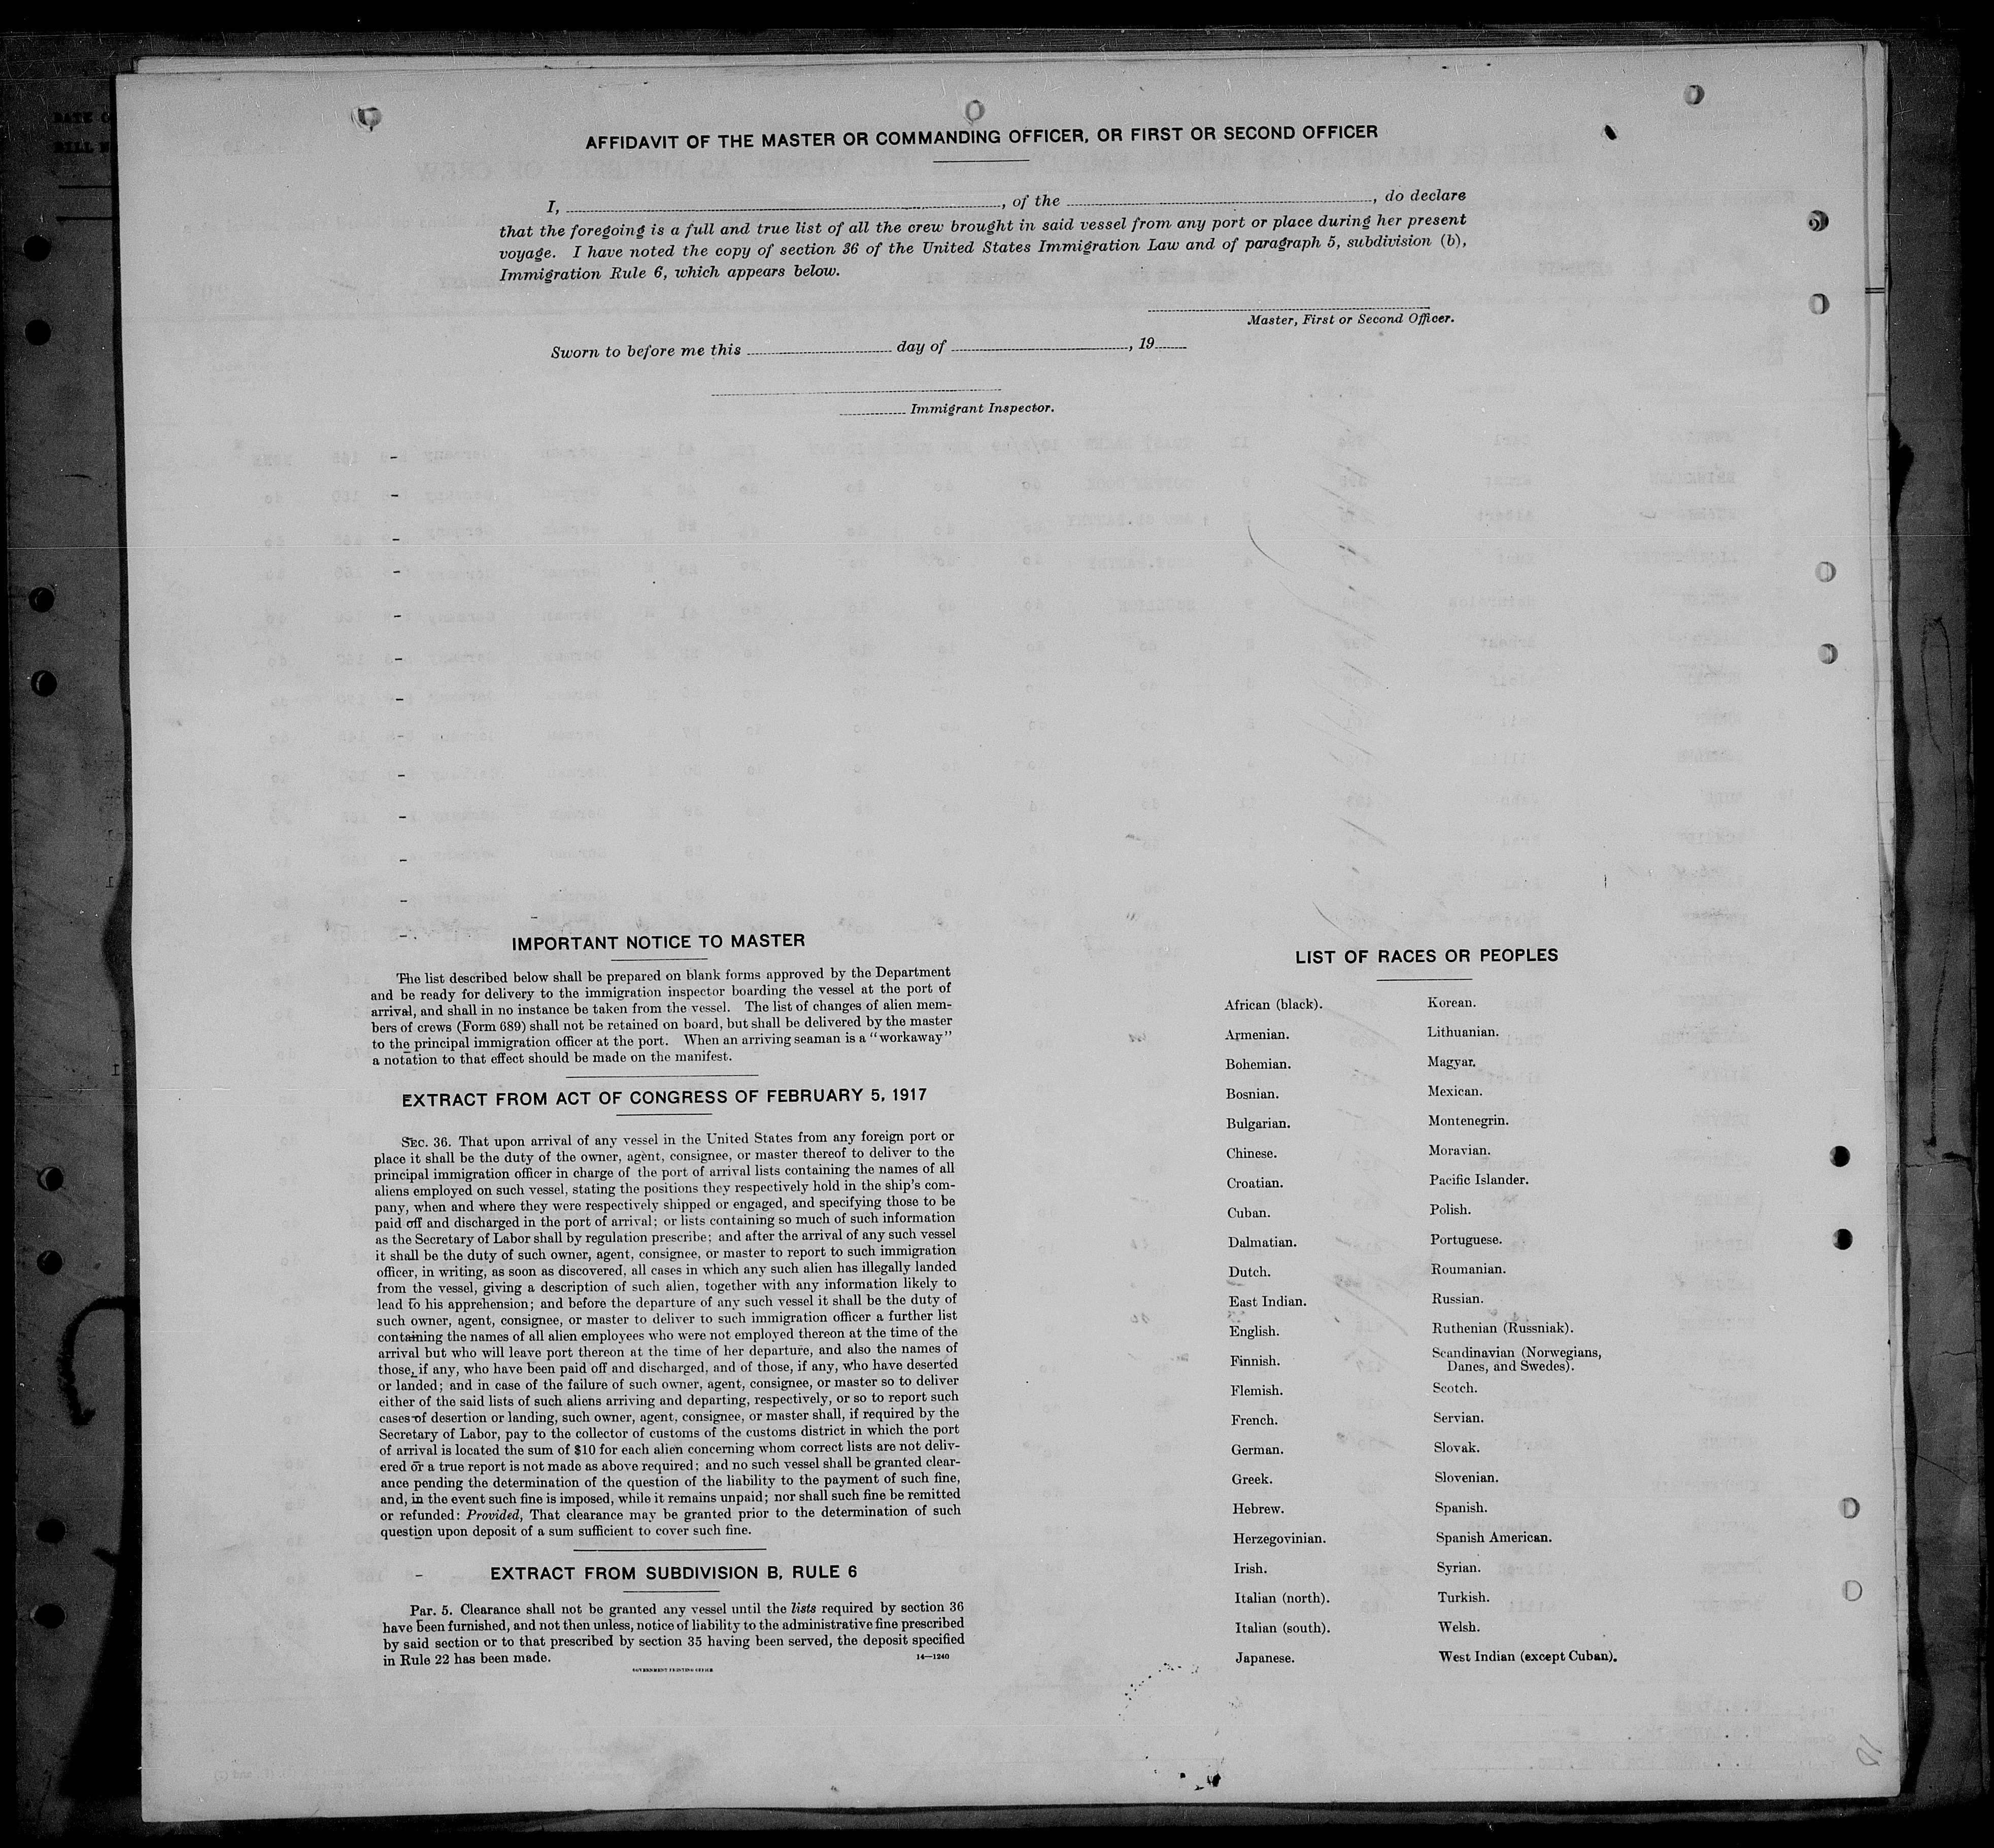 AFFIDAVIT OF THE MASTER OR COMMANDING OFFICER, OR FIRST OR SECOND OFFICER
I, , of the , do declare
that the foregoing is a full and true list of all the crew brought in said vessel from any port or place during her present
voyage. I have noted the copy of section 36 of the United States Immigration Law and of paragraph 5, subdivision (b),
Immigration Rule 6, which appears below.
Master, First or Second Officer.
Sworn to before me this day of , 19
Immigrant Inspector.
IMPORTANT NOTICE TO MASTER
The list described below shall be prepared on blank forms approved by the Department
and be ready for delivery to the immigration inspector boarding the vessel at the port of
arrival, and shall in no instance be taken from the vessel. The list of changes of alien mem-
bers of crews (Form 689) shall not be retained on board, but shall be delivered by the master
to the principal immigration officer at the port. When an arriving seaman is a "workaway"
a notation to that effect should be made on the manifest.
EXTRACT FROM ACT OF CONGRESS OF FEBRUARY 5, 1917
SEC. 36. That upon arrival of any vessel in the United States from any foreign port or
place it shall be the duty of the owner, agent, consignee, or master thereof to deliver to the
principal immigration officer in charge of the port of arrival lists containing the names of all
aliens employed on such vessel, stating the positions they respectively hold in the ship's com-
pany, when and where they were respectively shipped or engaged, and specifying those to be
paid off and discharged in the port of arrival; or lists containing so much of such information
as the Secretary of Labor shall by regulation prescribe; and after the arrival of any such vessel
it shall be the duty of such owner, agent, consignee, or master to report to such immigration
officer, in writing, as soon as discovered, all cases in which any such alien has illegally landed
from the vessel, giving a description of such alien, together with any information likely to
lead to his apprehension; and before the departure of any such vessel it shall be the duty of
such owner, agent, consignee, or master to deliver to such immigration officer a further list
containing the names of all alien employees who were not employed thereon at the time of the
arrival but who will leave port thereon at the time of her departure, and also the names of
those, if any, who have been paid off and discharged, and of those, if any, who have deserted
or landed; and in case of the failure of such owner, agent, consignee, or master so to deliver
either of the said lists of such aliens arriving and departing, respectively, or so to report such
cases of desertion or landing, such owner, agent, consignee, or master shall, if required by the
Secretary of Labor, pay to the collector of customs of the customs district in which the port
of arrival is located the sum of $10 for each alien concerning whom correct lists are not deliv-
ered or a true report is not made as above required; and no such vessel shall be granted clear-
ance pending the determination of the question of the liability to the payment of such fine,
and, in the event such fine is imposed, while it remains unpaid; nor shall such fine be remitted
or refunded: Provided, That clearance may be granted prior to the determination of such
question upon deposit of a sum sufficient to cover such fine.
EXTRACT FROM SUBDIVISION B, RULE 6
Par. 5. Clearance shall not be granted any vessel until the lists required by section 36
have been furnished, and not then unless, notice of liability to the administrative fine prescribed
by said section or to that prescribed by section 35 having been served, the deposit specified
in Rule 22 has been made. 14—1240
GOVERNMENT PRINTING OFFICE
LIST OF RACES OR PEOPLES
African (black).
Armenian.
Bohemian.
Bosnian.
Bulgarian.
Chinese.
Croatian.
Cuban.
Dalmatian.
Dutch.
East Indian.
English.
Finnish.
Flemish.
French.
German.
Greek.
Hebrew.
Herzegovinian.
Irish.
Italian (north).
Italian (south).
Japanese.
Korean.
Lithuanian.
Magyar.
Mexican.
Montenegrin.
Moravian.
Pacific Islander.
Polish.
Portuguese.
Roumanian.
Russian.
Ruthenian (Russniak).
Scandinavian (Norwegians,
Danes, and Swedes).
Scotch.
Servian.
Slovak.
Slovenian.
Spanish.
Spanish American.
Syrian.
Turkish.
Welsh.
West Indian (except Cuban).